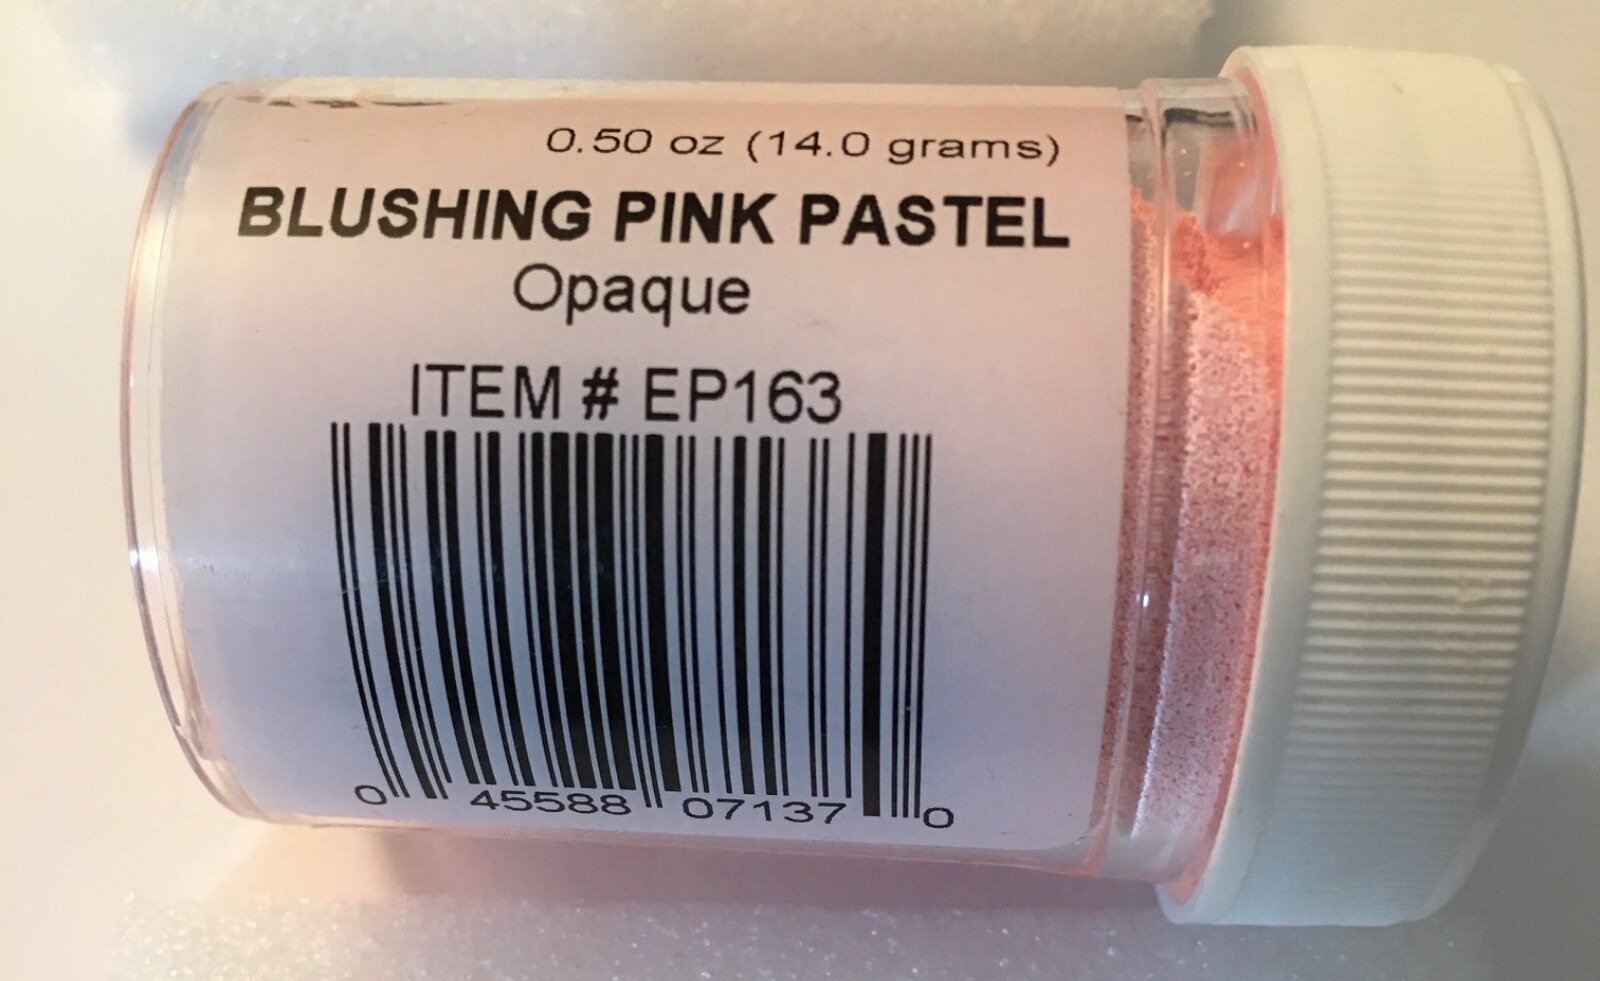 0.50 oz (14.0 grams)
BLUSHING PINK PASTEL
Opaque
ITEM # EP163
0 45588 07137 0